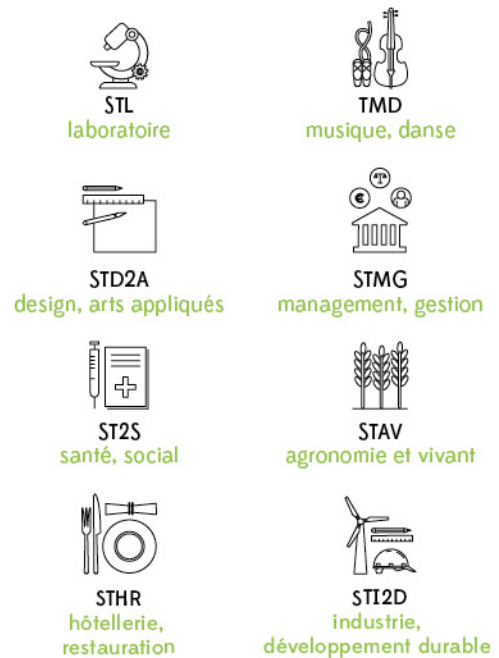 STL
laboratoire
TMD
musique, danse
STD2A
design, arts appliqués
€
STMG
management, gestion
ST2S
santé, social
STAV
agronomie et vivant
STHR
hôtellerie,
restauration
STI2D
industrie,
développement durable